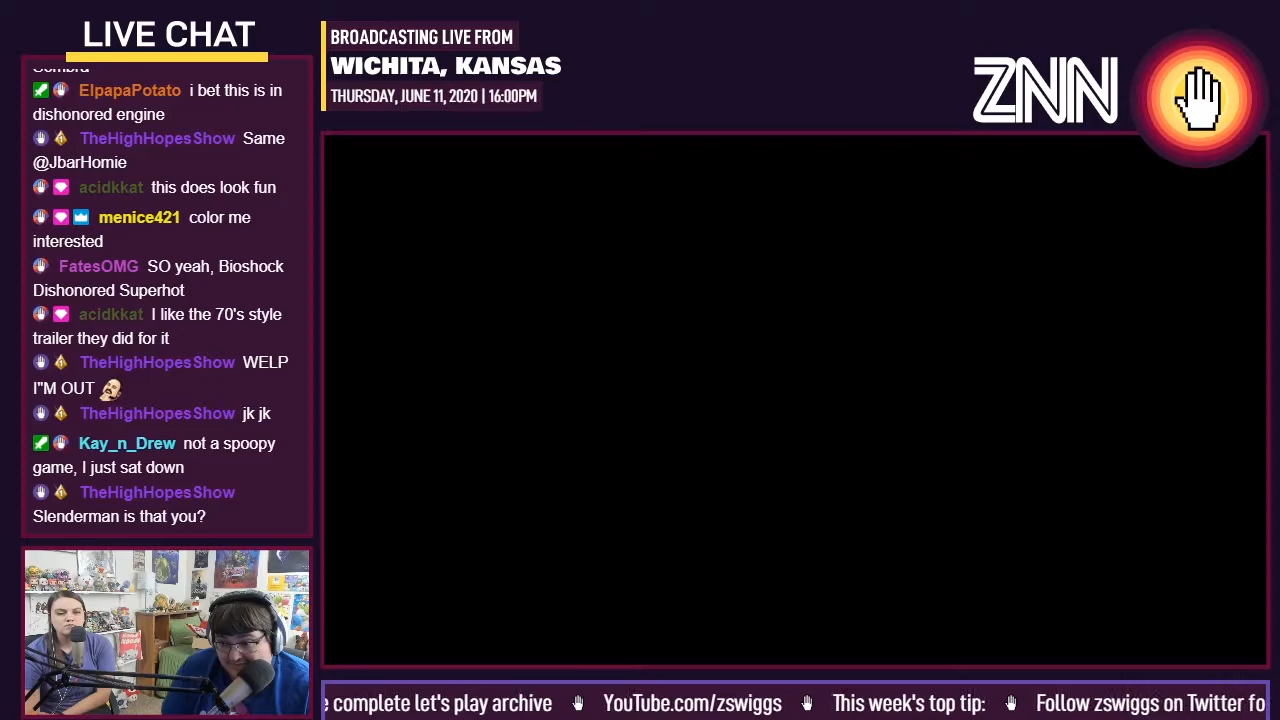 LIVE CHAT
Sombra
ElpapaPotato i bet this is in
dishonored engine
TheHighHopesShow Same
@JbarHomie
acidkkat this does look fun
menice421 color me
interested
FatesOMG SO yeah, Bioshock
Dishonored Superhot
acidkkat I like the 70's style
trailer they did for it
TheHighHopesShow WELP
I"M OUT
TheHighHopesShow jk jk
Kay_n_Drew not a spoopy
game, I just sat down
TheHighHopesShow
Slenderman is that you?
BROADCASTING LIVE FROM
WICHITA, KANSAS
THURSDAY, JUNE 11, 2020 | 16:00PM
ZNN
e complete let's play archive YouTube.com/zswiggs This week's top tip: Follow zswiggs on Twitter fo